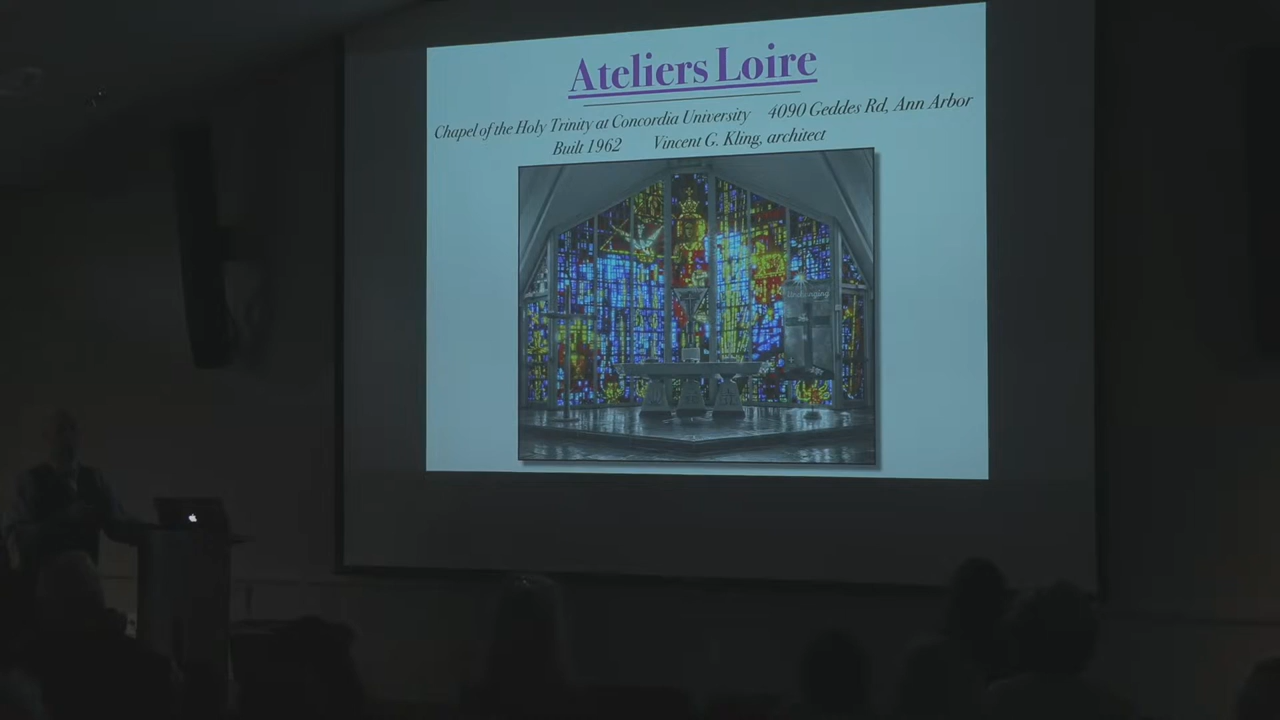 Ateliers Loire
Chapel of the Holy Trinity at Concordia University 4090 Geddes Rd, Ann Arbor
Built 1962 Vincent G. Kling, architect
Unchanging